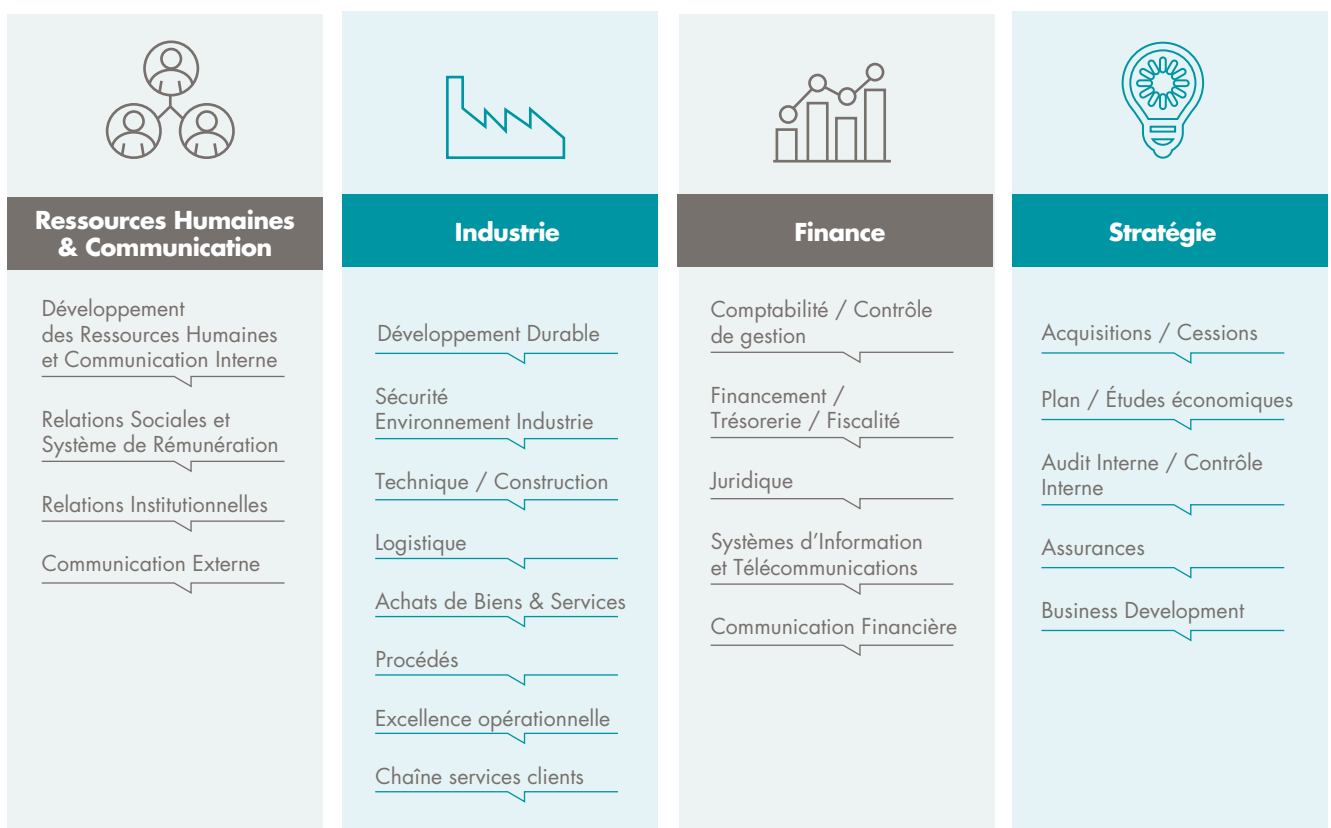 Ressources Humaines
& Communication
Développement
des Ressources Humaines
et Communication Interne
Relations Sociales et
Système de Rémunération
Relations Institutionnelles
Communication Externe
Industrie
Développement Durable
Sécurité
Environnement Industrie
Technique / Construction
Logistique
Achats de Biens & Services
Procédés
Excellence opérationnelle
Chaîne services clients
Finance
Comptabilité / Contrôle
de gestion
Financement /
Trésorerie / Fiscalité
Juridique
Systèmes d’Information
et Télécommunications
Communication Financière
Stratégie
Acquisitions / Cessions
Plan / Études économiques
Audit Interne / Contrôle
Interne
Assurances
Business Development